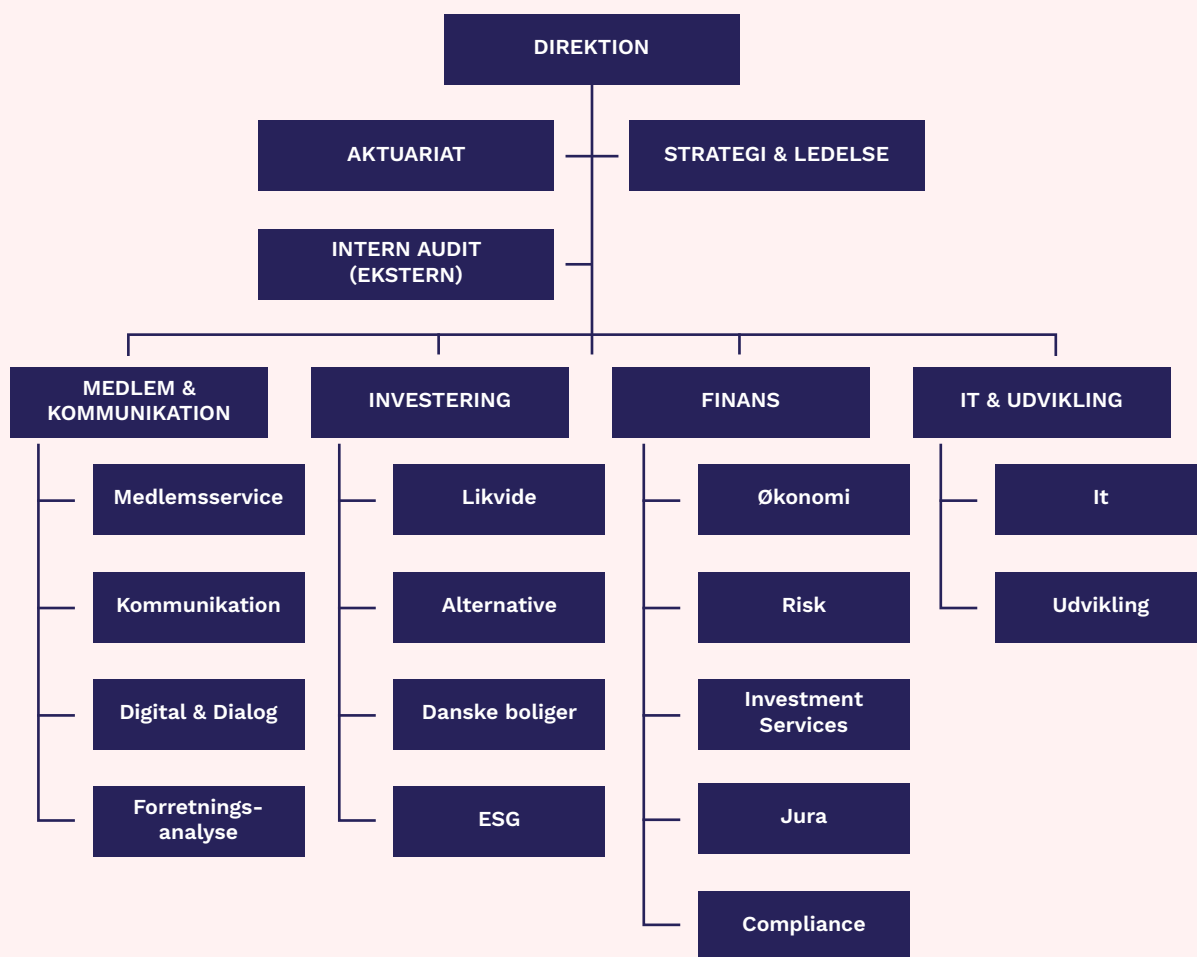 DIREKTION
AKTUARIAT
STRATEGI & LEDELSE
INTERN AUDIT
(EKSTERN)
MEDLEM &
KOMMUNIKATION
Medlemsservice
Kommunikation
Digital & Dialog
Forretnings-
analyse
INVESTERING
Likvide
Alternative
Danske boliger
ESG
FINANS
Økonomi
Risk
Investment
Services
Jura
Compliance
IT & UDVIKLING
It
Udvikling